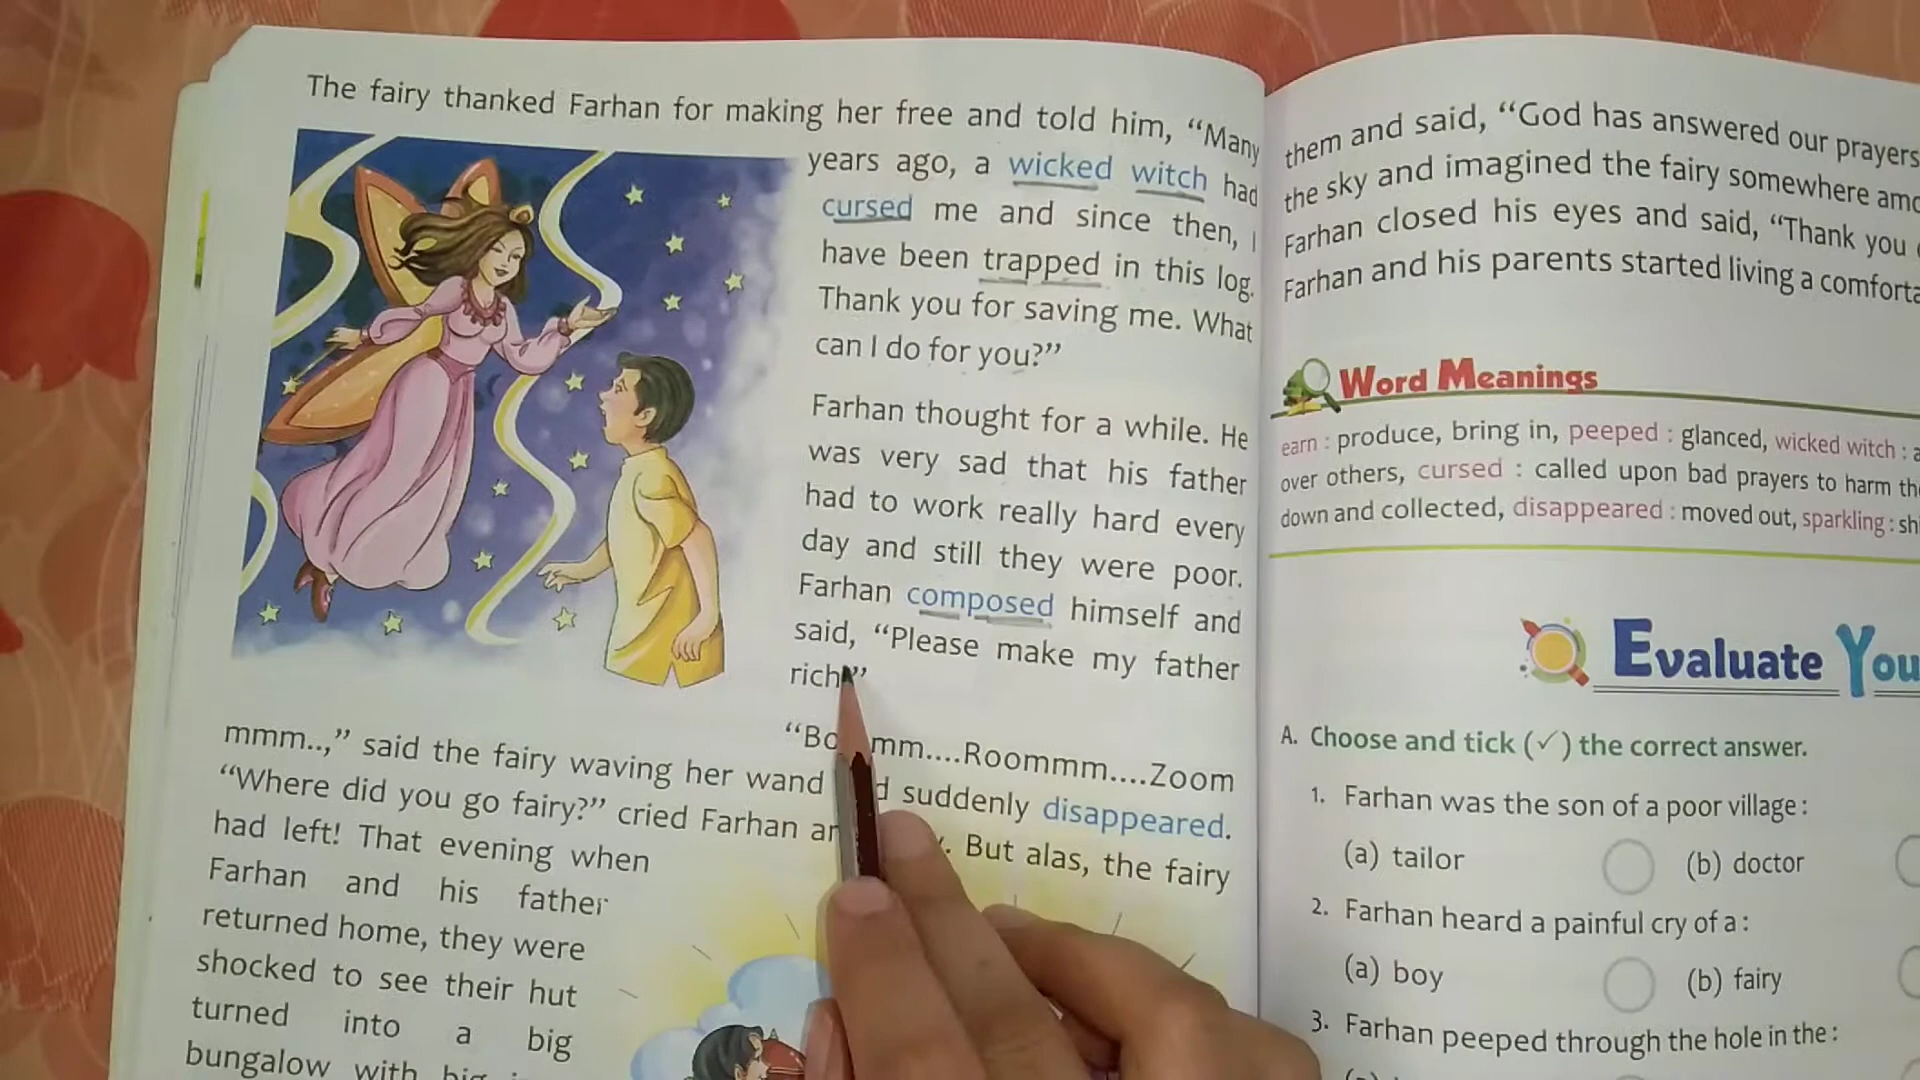 The fairy thanked Farhan for making her free and told him, “Many
years ago, a wicked witch had
cursed me and since then, I
have been trapped in this log.
Thank you for saving me. What
can I do for you?”
Farhan thought for a while. He
was very sad that his father
had to work really hard every
day and still they were poor.
Farhan composed himself and
said, “Please make my father
rich”
mm....Roommm....Zoom
mmm..,” said the fairy waving her wand suddenly disappeared.
“Where did you go fairy?” cried Farhan But alas, the fairy
had left! That evening when
Farhan and his father
returned home, they were
shocked to see their hut
turned into a big
bungalow with big
them and said, “God has answered our prayers
the sky and imagined the fairy somewhere
Farhan closed his eyes and said, “Thank you
Farhan and his parents started living a
Word Meanings
earn : produce, bring in, peeped : glanced, wicked witch :
over others, cursed : called upon bad prayers to harm
down and collected, disappeared : moved out, sparkling :
Evaluate
A. Choose and tick (✓) the correct answer.
1. Farhan was the son of a poor village :
(a) tailor (b) doctor
2. Farhan heard a painful cry of a :
(a) boy (b) fairy
3. Farhan peeped through the hole in the :